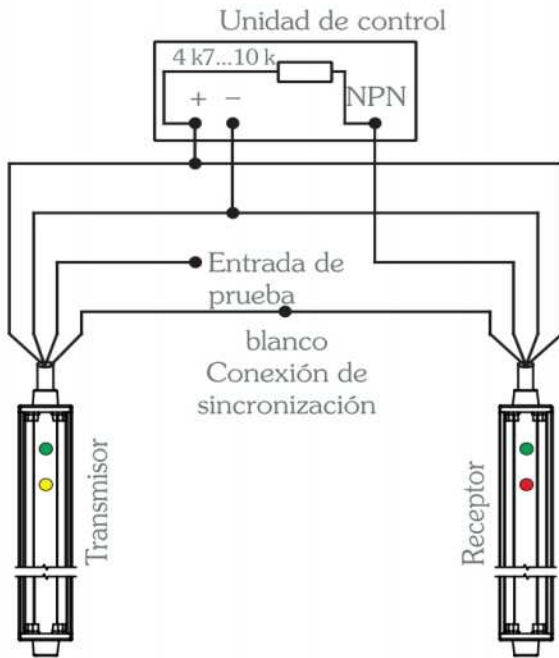 Unidad de control
4 k7...10 k
+ − NPN
Entrada de
prueba
blanco
Conexión de
sincronización
Transmisor
Receptor